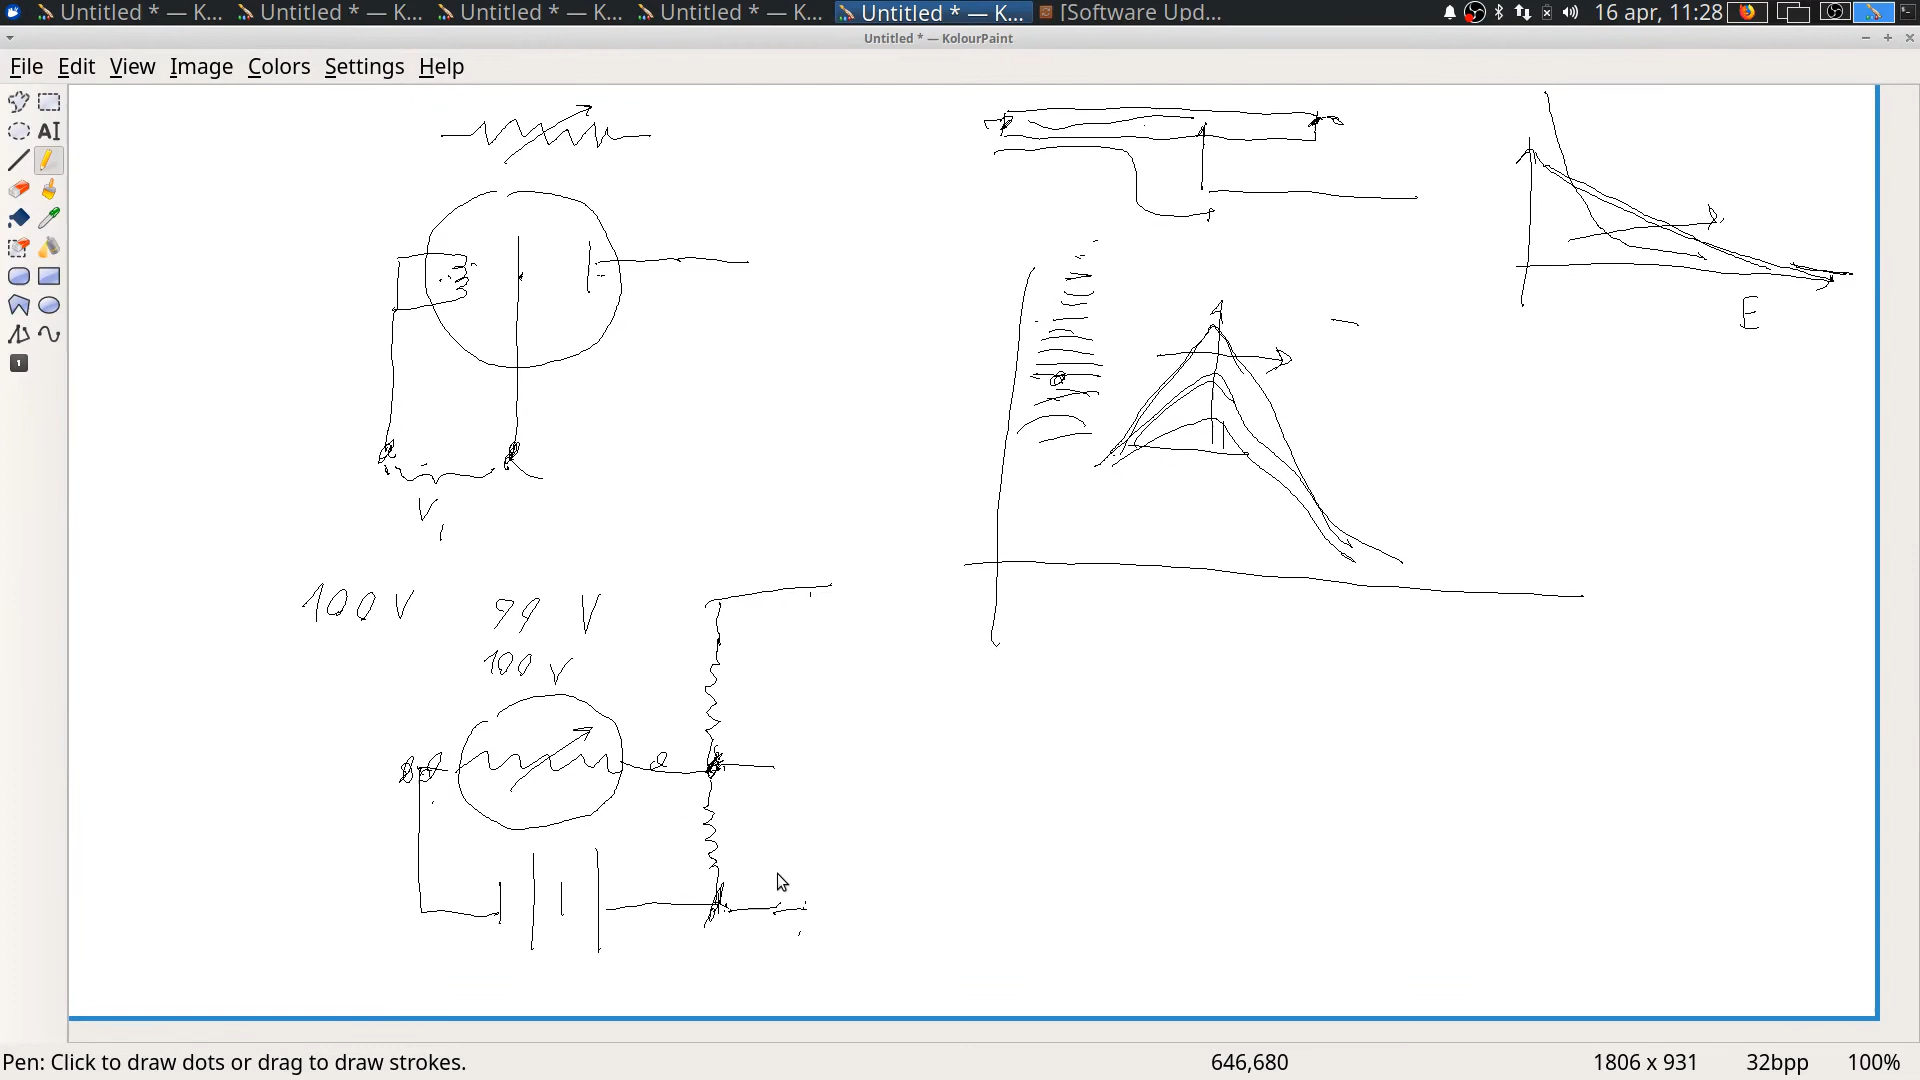 Untitled * — K... Untitled * — K... Untitled * — K... Untitled * — K... Untitled * — K... [Software Upd... 16 apr, 11:28
Untitled * — KolourPaint
File Edit View Image Colors Settings Help
AI
E
V
100 V 99 V
100 V
1
Pen: Click to draw dots or drag to draw strokes. 646,680 1806 x 931 32bpp 100%